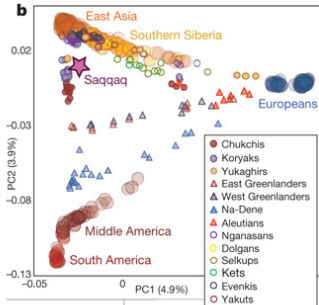 b
East Asia
Southern Siberia
0.02
Saqqaq
Europeans
−0.03
PC2 (3.9%)
−0.08
Middle America
South America
−0.13
−0.05
0
PC1 (4.9%)
Chukchis
Koryaks
Yukaghirs
East Greenlanders
West Greenlanders
Na-Dene
Aleutians
Nganasans
Dolgans
Selkups
Kets
Evenkis
Yakuts